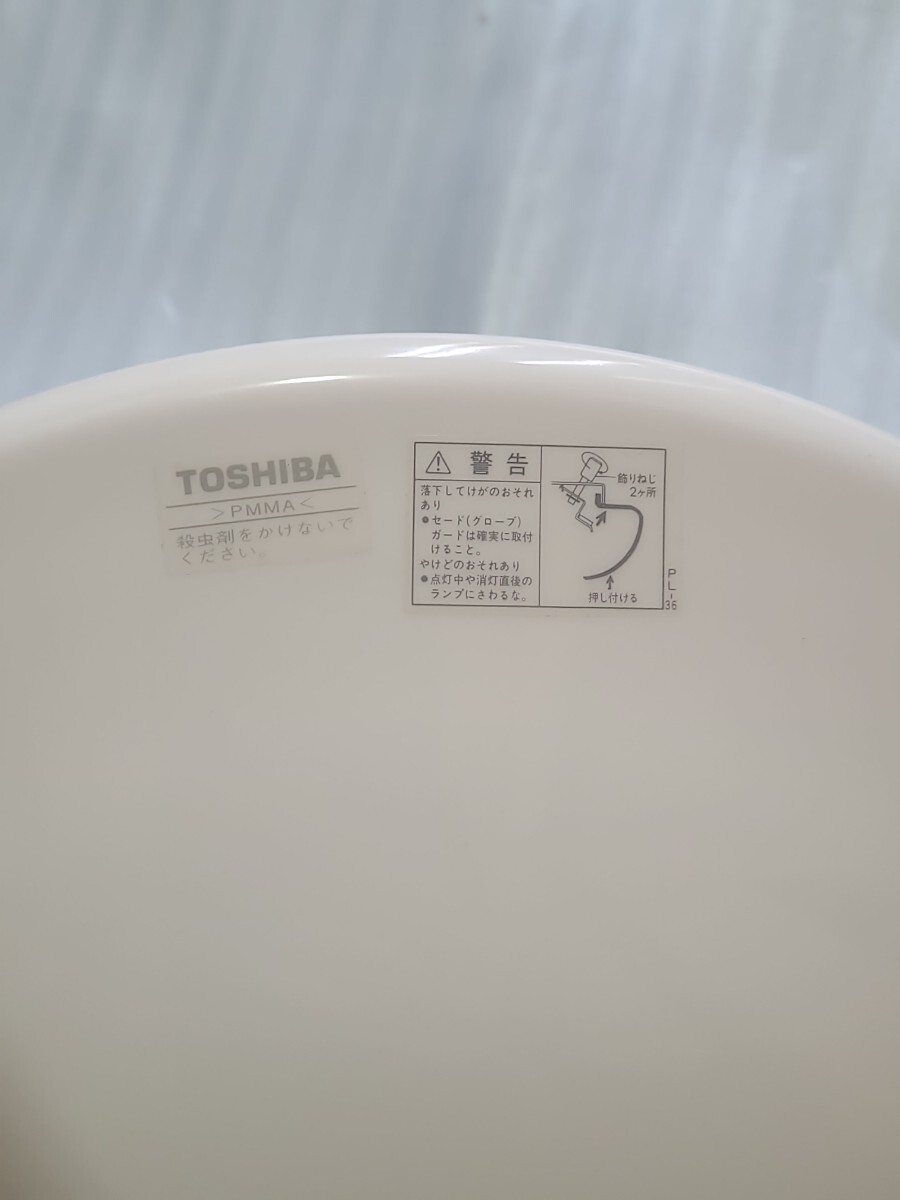 TOSHIBA
>PMMA<
殺虫剤をかけないで
ください。
⚠ 警告
落下してけがのおそれ
あり
●セード(グローブ)
ガードは確実に取付
けること。
やけどのおそれあり
●点灯中や消灯直後の
ランプにさわるな。
飾りねじ
2ヶ所
押し付ける
PL-36